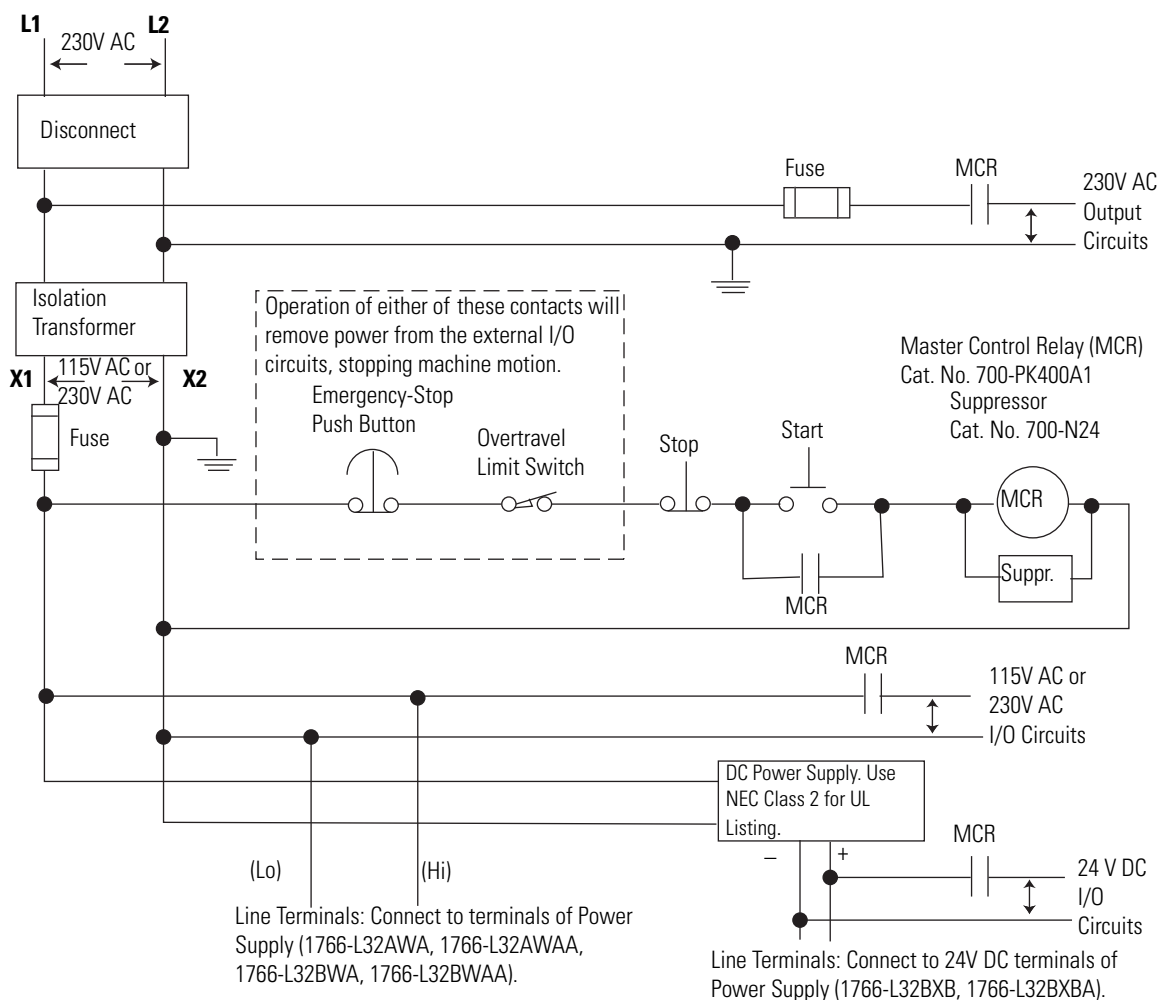 L1 L2
230V AC
Disconnect
Fuse
MCR
230V AC
Output
Circuits
Isolation
Transformer
Operation of either of these contacts will
remove power from the external I/O
circuits, stopping machine motion.
X1
115V AC or
230V AC
X2
Fuse
Emergency-Stop
Push Button
Overtravel
Limit Switch
Stop
Start
Master Control Relay (MCR)
Cat. No. 700-PK400A1
Suppressor
Cat. No. 700-N24
MCR
Suppr.
MCR
MCR
115V AC or
230V AC
I/O Circuits
DC Power Supply. Use
NEC Class 2 for UL
Listing.
– +
MCR
24 V DC
I/O
Circuits
(Lo) (Hi)
Line Terminals: Connect to terminals of Power
Supply (1766-L32AWA, 1766-L32AWAA,
1766-L32BWA, 1766-L32BWAA).
Line Terminals: Connect to 24V DC terminals of
Power Supply (1766-L32BXB, 1766-L32BXBA).